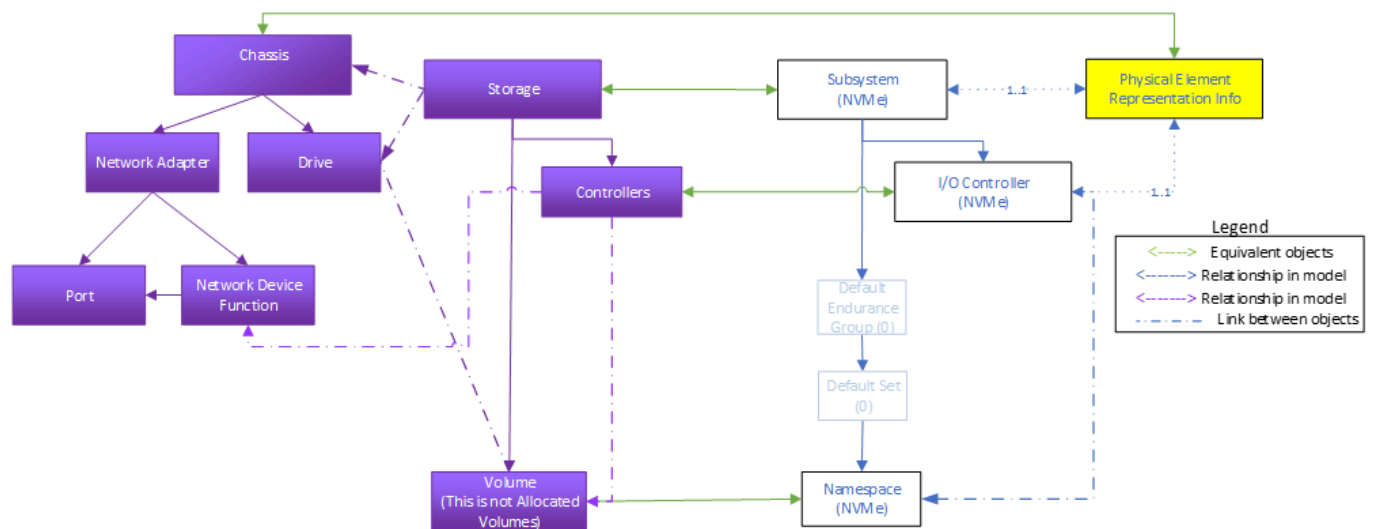 Chassis
Storage
Subsystem
(NVMe)
1..1
Physical Element
Representation Info
Network Adapter
Drive
Controllers
I/O Controller
(NVMe)
1..1
Legend
Equivalent objects
Relationship in model
Relationship in model
Link between objects
Port
Network Device
Function
Default
Endurance
Group (0)
Default Set
(0)
Volume
(This is not Allocated
Volumes)
Namespace
(NVMe)